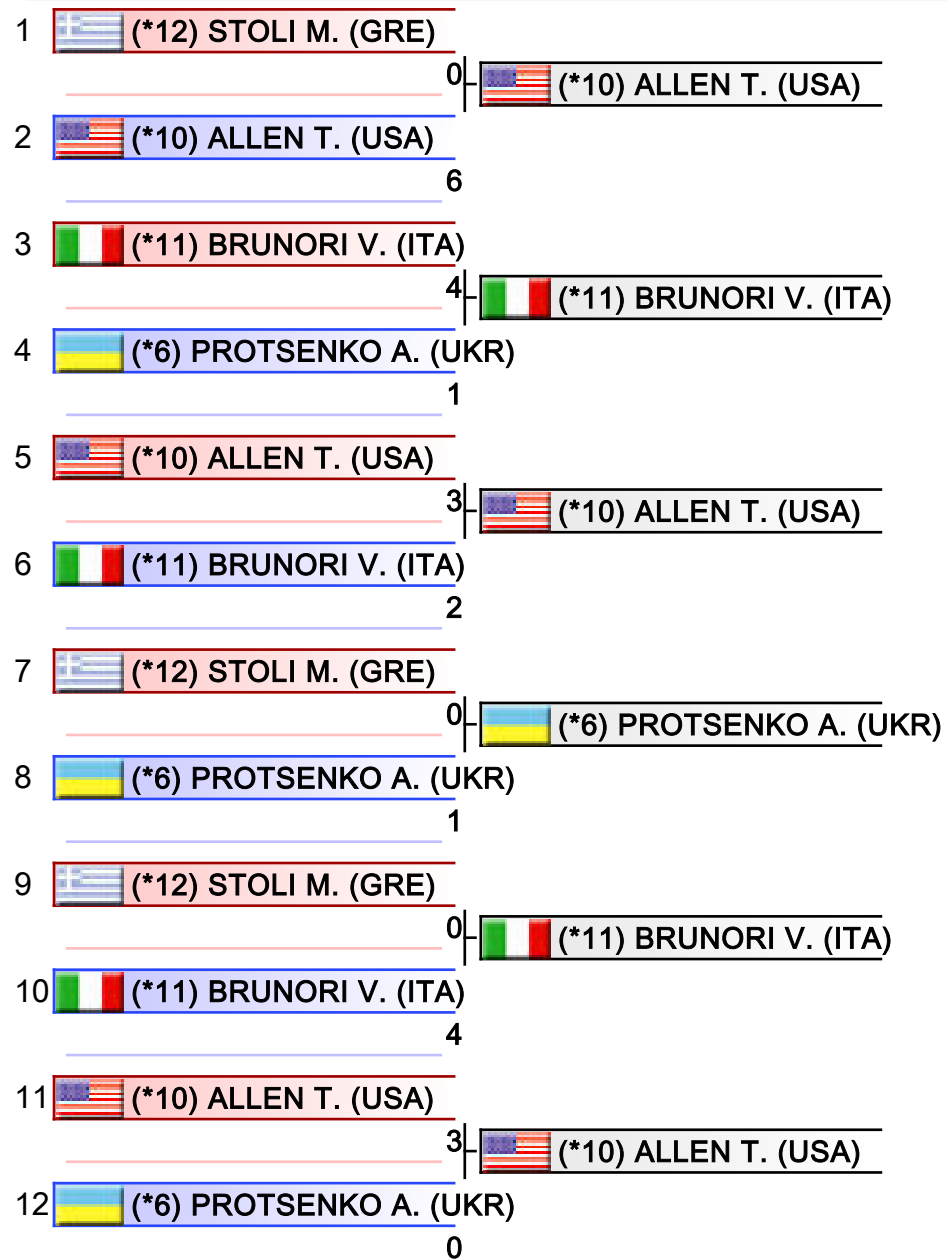 1 (*12) STOLI M. (GRE)
0 (*10) ALLEN T. (USA)
2 (*10) ALLEN T. (USA)
6
3 (*11) BRUNORI V. (ITA)
4 (*11) BRUNORI V. (ITA)
4 (*6) PROTSENKO A. (UKR)
1
5 (*10) ALLEN T. (USA)
3 (*10) ALLEN T. (USA)
6 (*11) BRUNORI V. (ITA)
2
7 (*12) STOLI M. (GRE)
0 (*6) PROTSENKO A. (UKR)
8 (*6) PROTSENKO A. (UKR)
1
9 (*12) STOLI M. (GRE)
0 (*11) BRUNORI V. (ITA)
10 (*11) BRUNORI V. (ITA)
4
11 (*10) ALLEN T. (USA)
3 (*10) ALLEN T. (USA)
12 (*6) PROTSENKO A. (UKR)
0